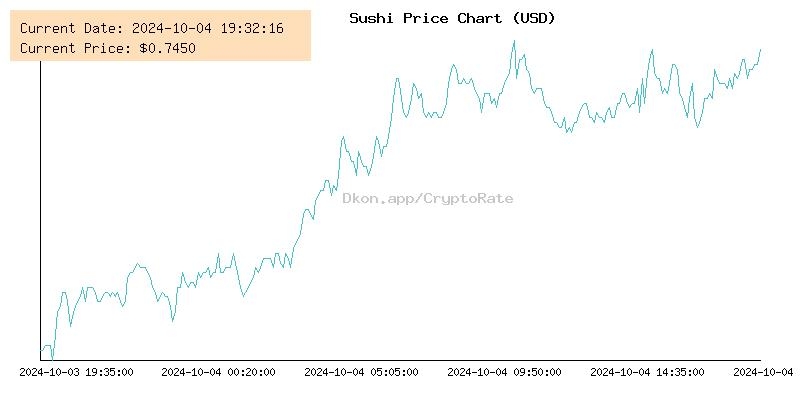 Sushi Price Chart (USD)
Current Date: 2024-10-04 19:32:16
Current Price: $0.7450
Dkon.app/CryptoRate
2024-10-03 19:35:00 2024-10-04 00:20:00 2024-10-04 05:05:00 2024-10-04 09:50:00 2024-10-04 14:35:00 2024-10-04